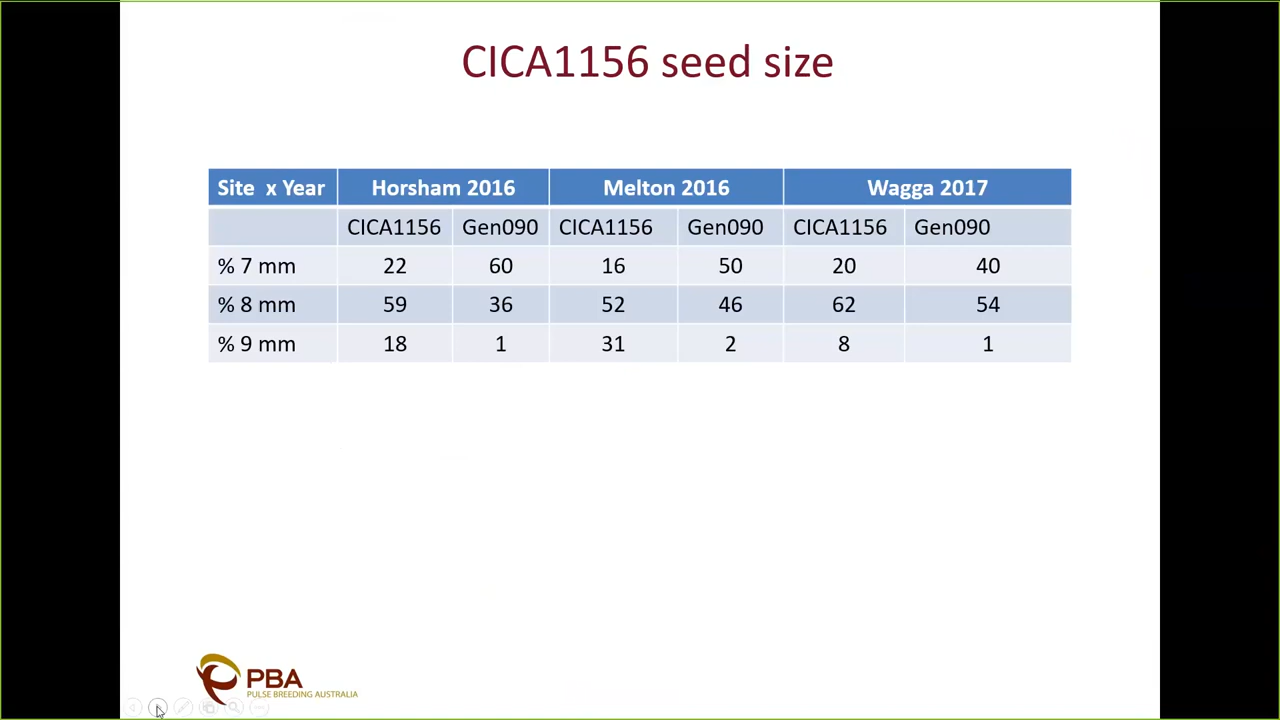 CICA1156 seed size
Site x Year Horsham 2016 Melton 2016 Wagga 2017
CICA1156 Gen090 CICA1156 Gen090 CICA1156 Gen090
% 7 mm 22 60 16 50 20 40
% 8 mm 59 36 52 46 62 54
% 9 mm 18 1 31 2 8 1
PBA
PULSE BREEDING AUSTRALIA